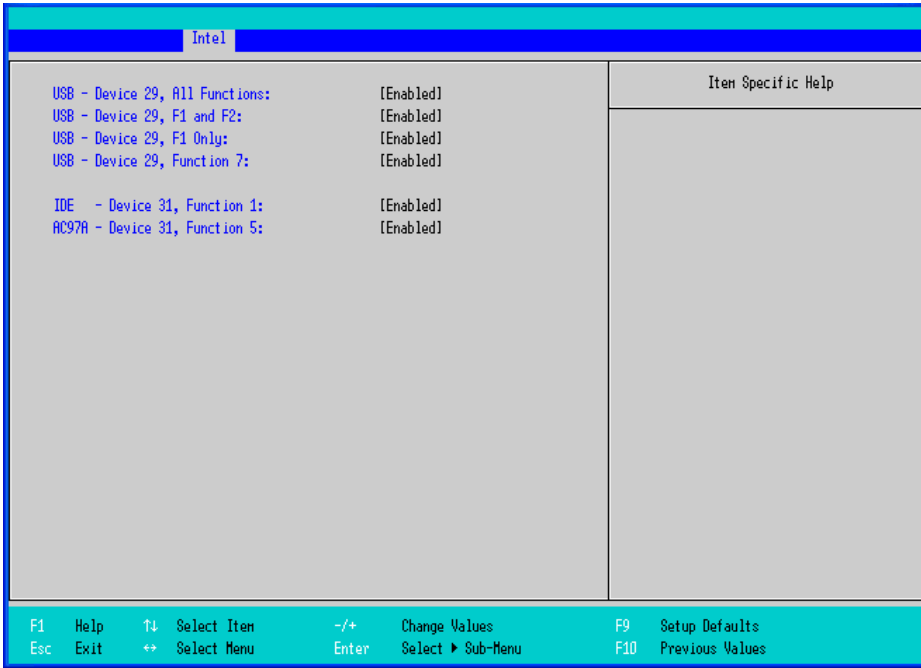 Intel
Item Specific Help
USB - Device 29, All Functions: [Enabled]
USB - Device 29, F1 and F2: [Enabled]
USB - Device 29, F1 Only: [Enabled]
USB - Device 29, Function 7: [Enabled]
IDE - Device 31, Function 1: [Enabled]
AC97A - Device 31, Function 5: [Enabled]
F1 Help ↑↓ Select Item -/+ Change Values F9 Setup Defaults
Esc Exit ↔ Select Menu Enter Select ▶ Sub-Menu F10 Previous Values